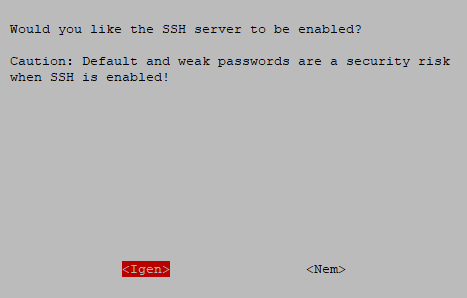 Would you like the SSH server to be enabled?
Caution: Default and weak passwords are a security risk
when SSH is enabled!
<Igen> <Nem>